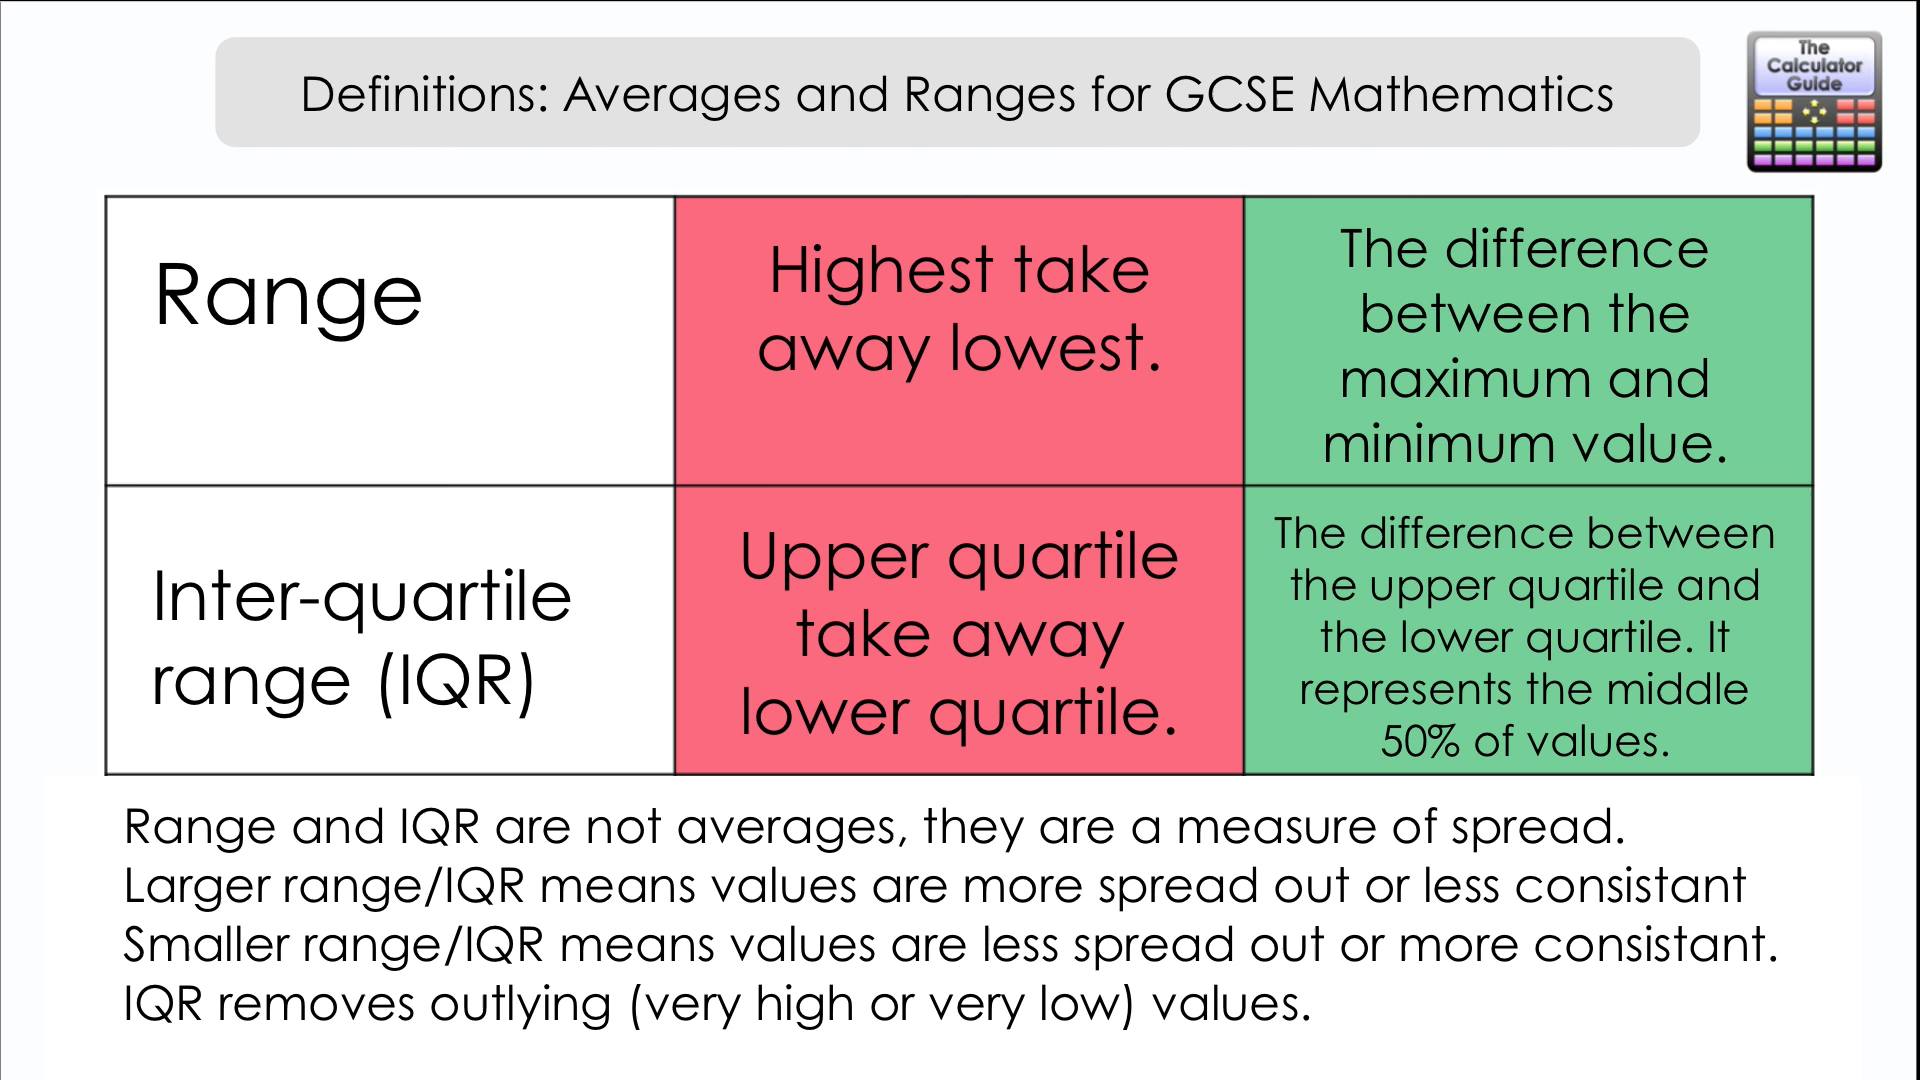 Definitions: Averages and Ranges for GCSE Mathematics
The
Calculator
Guide
Range
Highest take
away lowest.
The difference
between the
maximum and
minimum value.
Inter-quartile
range (IQR)
Upper quartile
take away
lower quartile.
The difference between
the upper quartile and
the lower quartile. It
represents the middle
50% of values.
Range and IQR are not averages, they are a measure of spread.
Larger range/IQR means values are more spread out or less consistant
Smaller range/IQR means values are less spread out or more consistant.
IQR removes outlying (very high or very low) values.